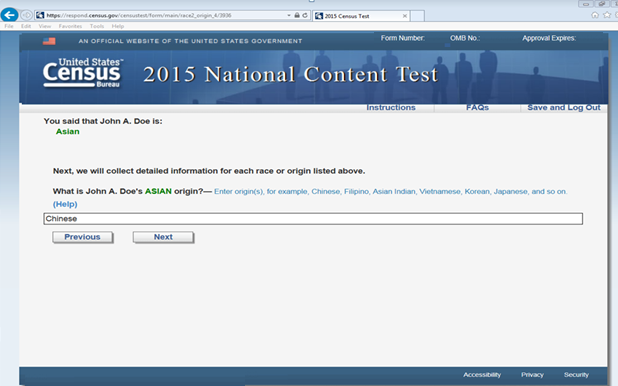 https://respond.census.gov/censustest/form/main/race2_origin_K/3936
2015 Census Test
File Edit View Favorites Tools Help
AN OFFICIAL WEBSITE OF THE UNITED STATES GOVERNMENT
Form Number: OMB No.: Approval Expires:
United States™
Census
Bureau
2015 National Content Test
Instructions FAQs Save and Log Out
You said that John A. Doe is:
Asian
Next, we will collect detailed information for each race or origin listed above.
What is John A. Doe's ASIAN origin?— Enter origin(s), for example, Chinese, Filipino, Asian Indian, Vietnamese, Korean, Japanese, and so on.
(Help)
Chinese
Previous Next
Accessibility Privacy Security